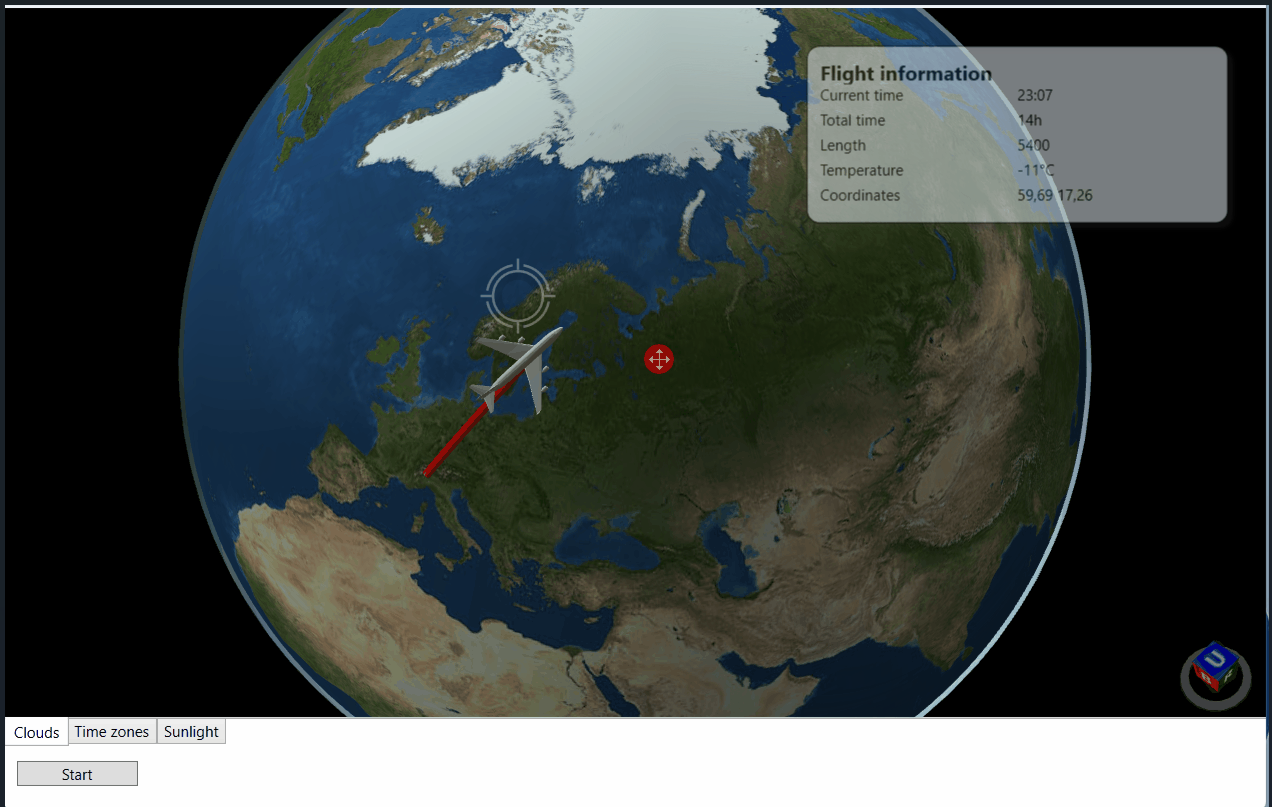 Flight information
Current time 23:07
Total time 14h
Length 5400
Temperature -11°C
Coordinates 59,69 17,26
U
Clouds Time zones Sunlight
Start